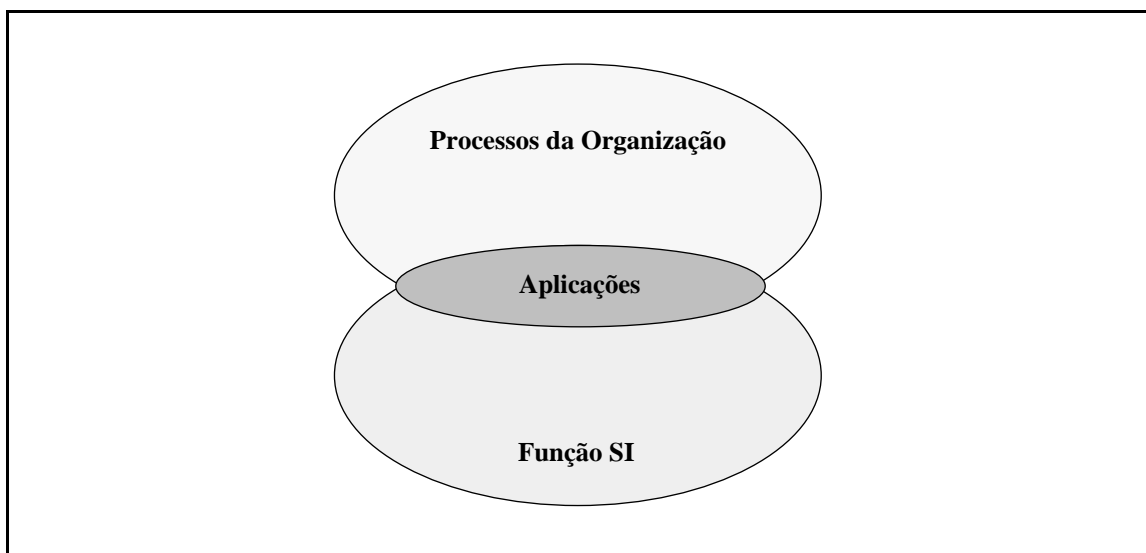 Processos da Organização
Aplicações
Função SI